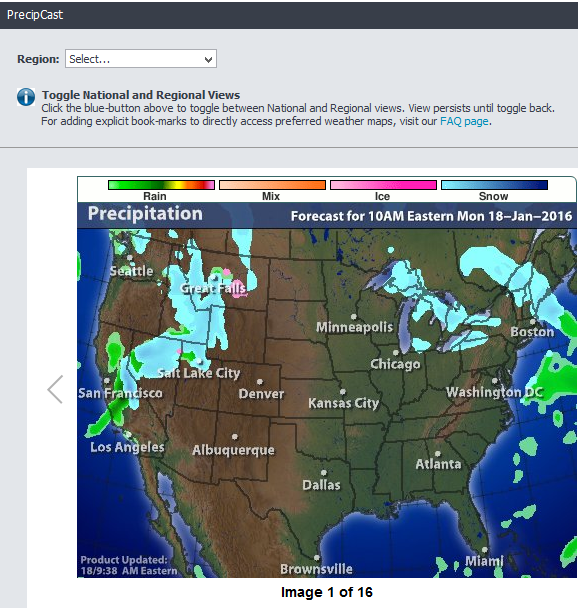 PrecipCast
Region: Select...
Toggle National and Regional Views
Click the blue-button above to toggle between National and Regional views. View persists until toggle back.
For adding explicit book-marks to directly access preferred weather maps, visit our FAQ page.
Rain Mix Ice Snow
Precipitation Forecast for 10AM Eastern Mon 18-Jan-2016
Seattle
Great Falls
Minneapolis
Boston
Chicago
Salt Lake City
San Francisco Denver Kansas City Washington DC
Los Angeles Albuquerque
Atlanta
Dallas
Product Updated:
18/9:38 AM Eastern
Brownsville Miami
Image 1 of 16